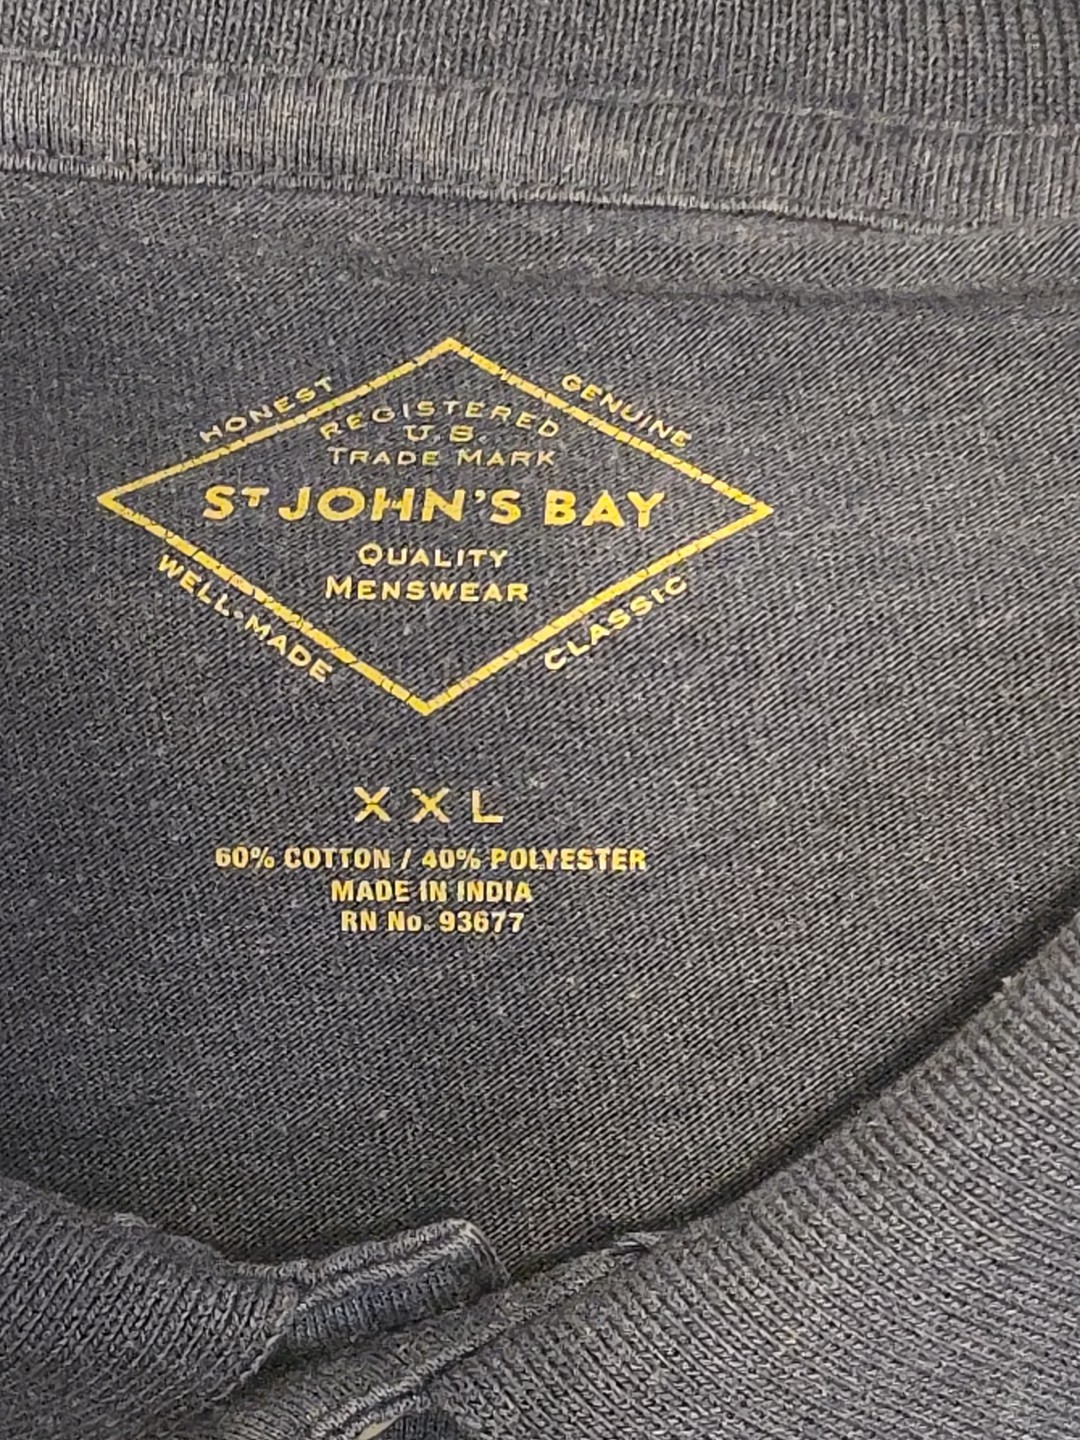 HONEST
GENUINE
REGISTERED
U.S.
TRADE MARK
ST JOHN'S BAY
QUALITY
MENSWEAR
WELL·MADE
CLASSIC
XXL
60% COTTON / 40% POLYESTER
MADE IN INDIA
RN No. 93677